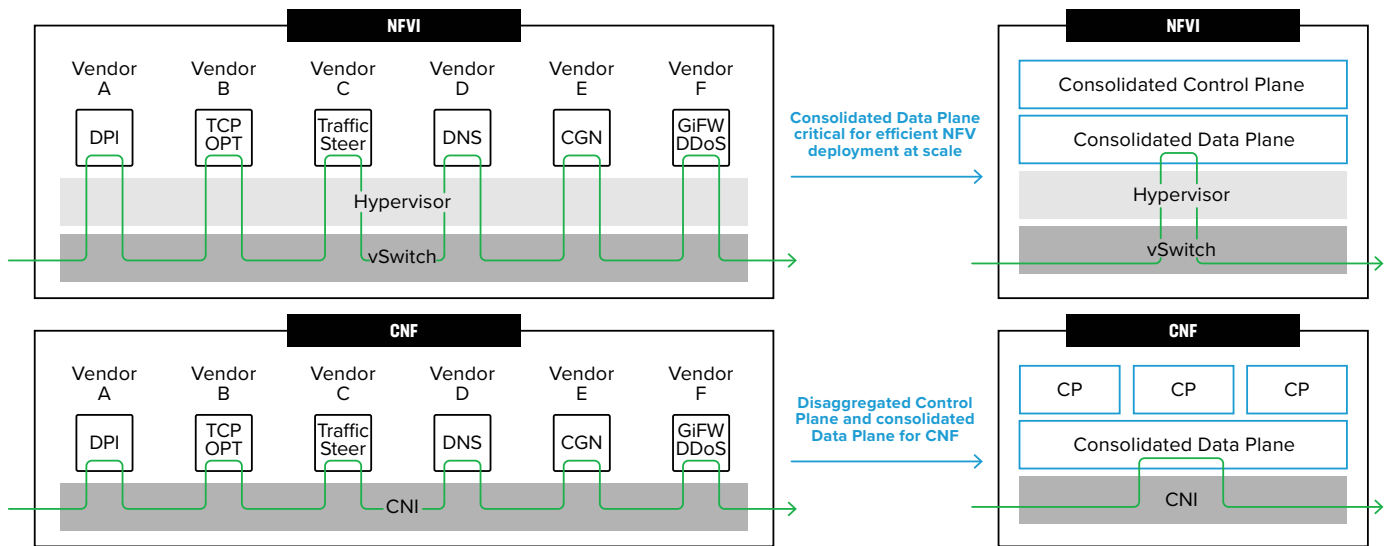 NFVI
Vendor
A
Vendor
B
Vendor
C
Vendor
D
Vendor
E
Vendor
F
DPI
TCP
OPT
Traffic
Steer
DNS
CGN
GiFW
DDoS
Hypervisor
vSwitch
Consolidated Data Plane
critical for efficient NFV
deployment at scale
NFVI
Consolidated Control Plane
Consolidated Data Plane
Hypervisor
vSwitch
CNF
Vendor
A
Vendor
B
Vendor
C
Vendor
D
Vendor
E
Vendor
F
DPI
TCP
OPT
Traffic
Steer
DNS
CGN
GiFW
DDoS
CNI
Disaggregated Control
Plane and consolidated
Data Plane for CNF
CNF
CP
CP
CP
Consolidated Data Plane
CNI